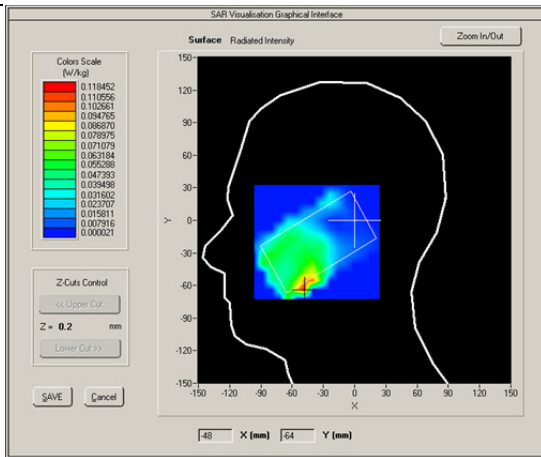 SAR Visualisation Graphical Interface
Surface Radiated Intensity
Zoom In/Out
Colors Scale
(W/kg)
0.118452
0.110556
0.102661
0.094765
0.086870
0.078975
0.071079
0.063184
0.055288
0.047393
0.039498
0.031602
0.023707
0.015811
0.007916
0.000021
Z-Cuts Control
<< Upper Cut
Z = 0.2 mm
Lower Cut >>
SAVE Cancel
150-
120-
90-
60-
30-
0-
-30-
-60-
-90-
-120-
-150-
Y
-150 -120 -90 -60 -30 0 30 60 90 120 150
X
-48 X (mm) -64 Y (mm)